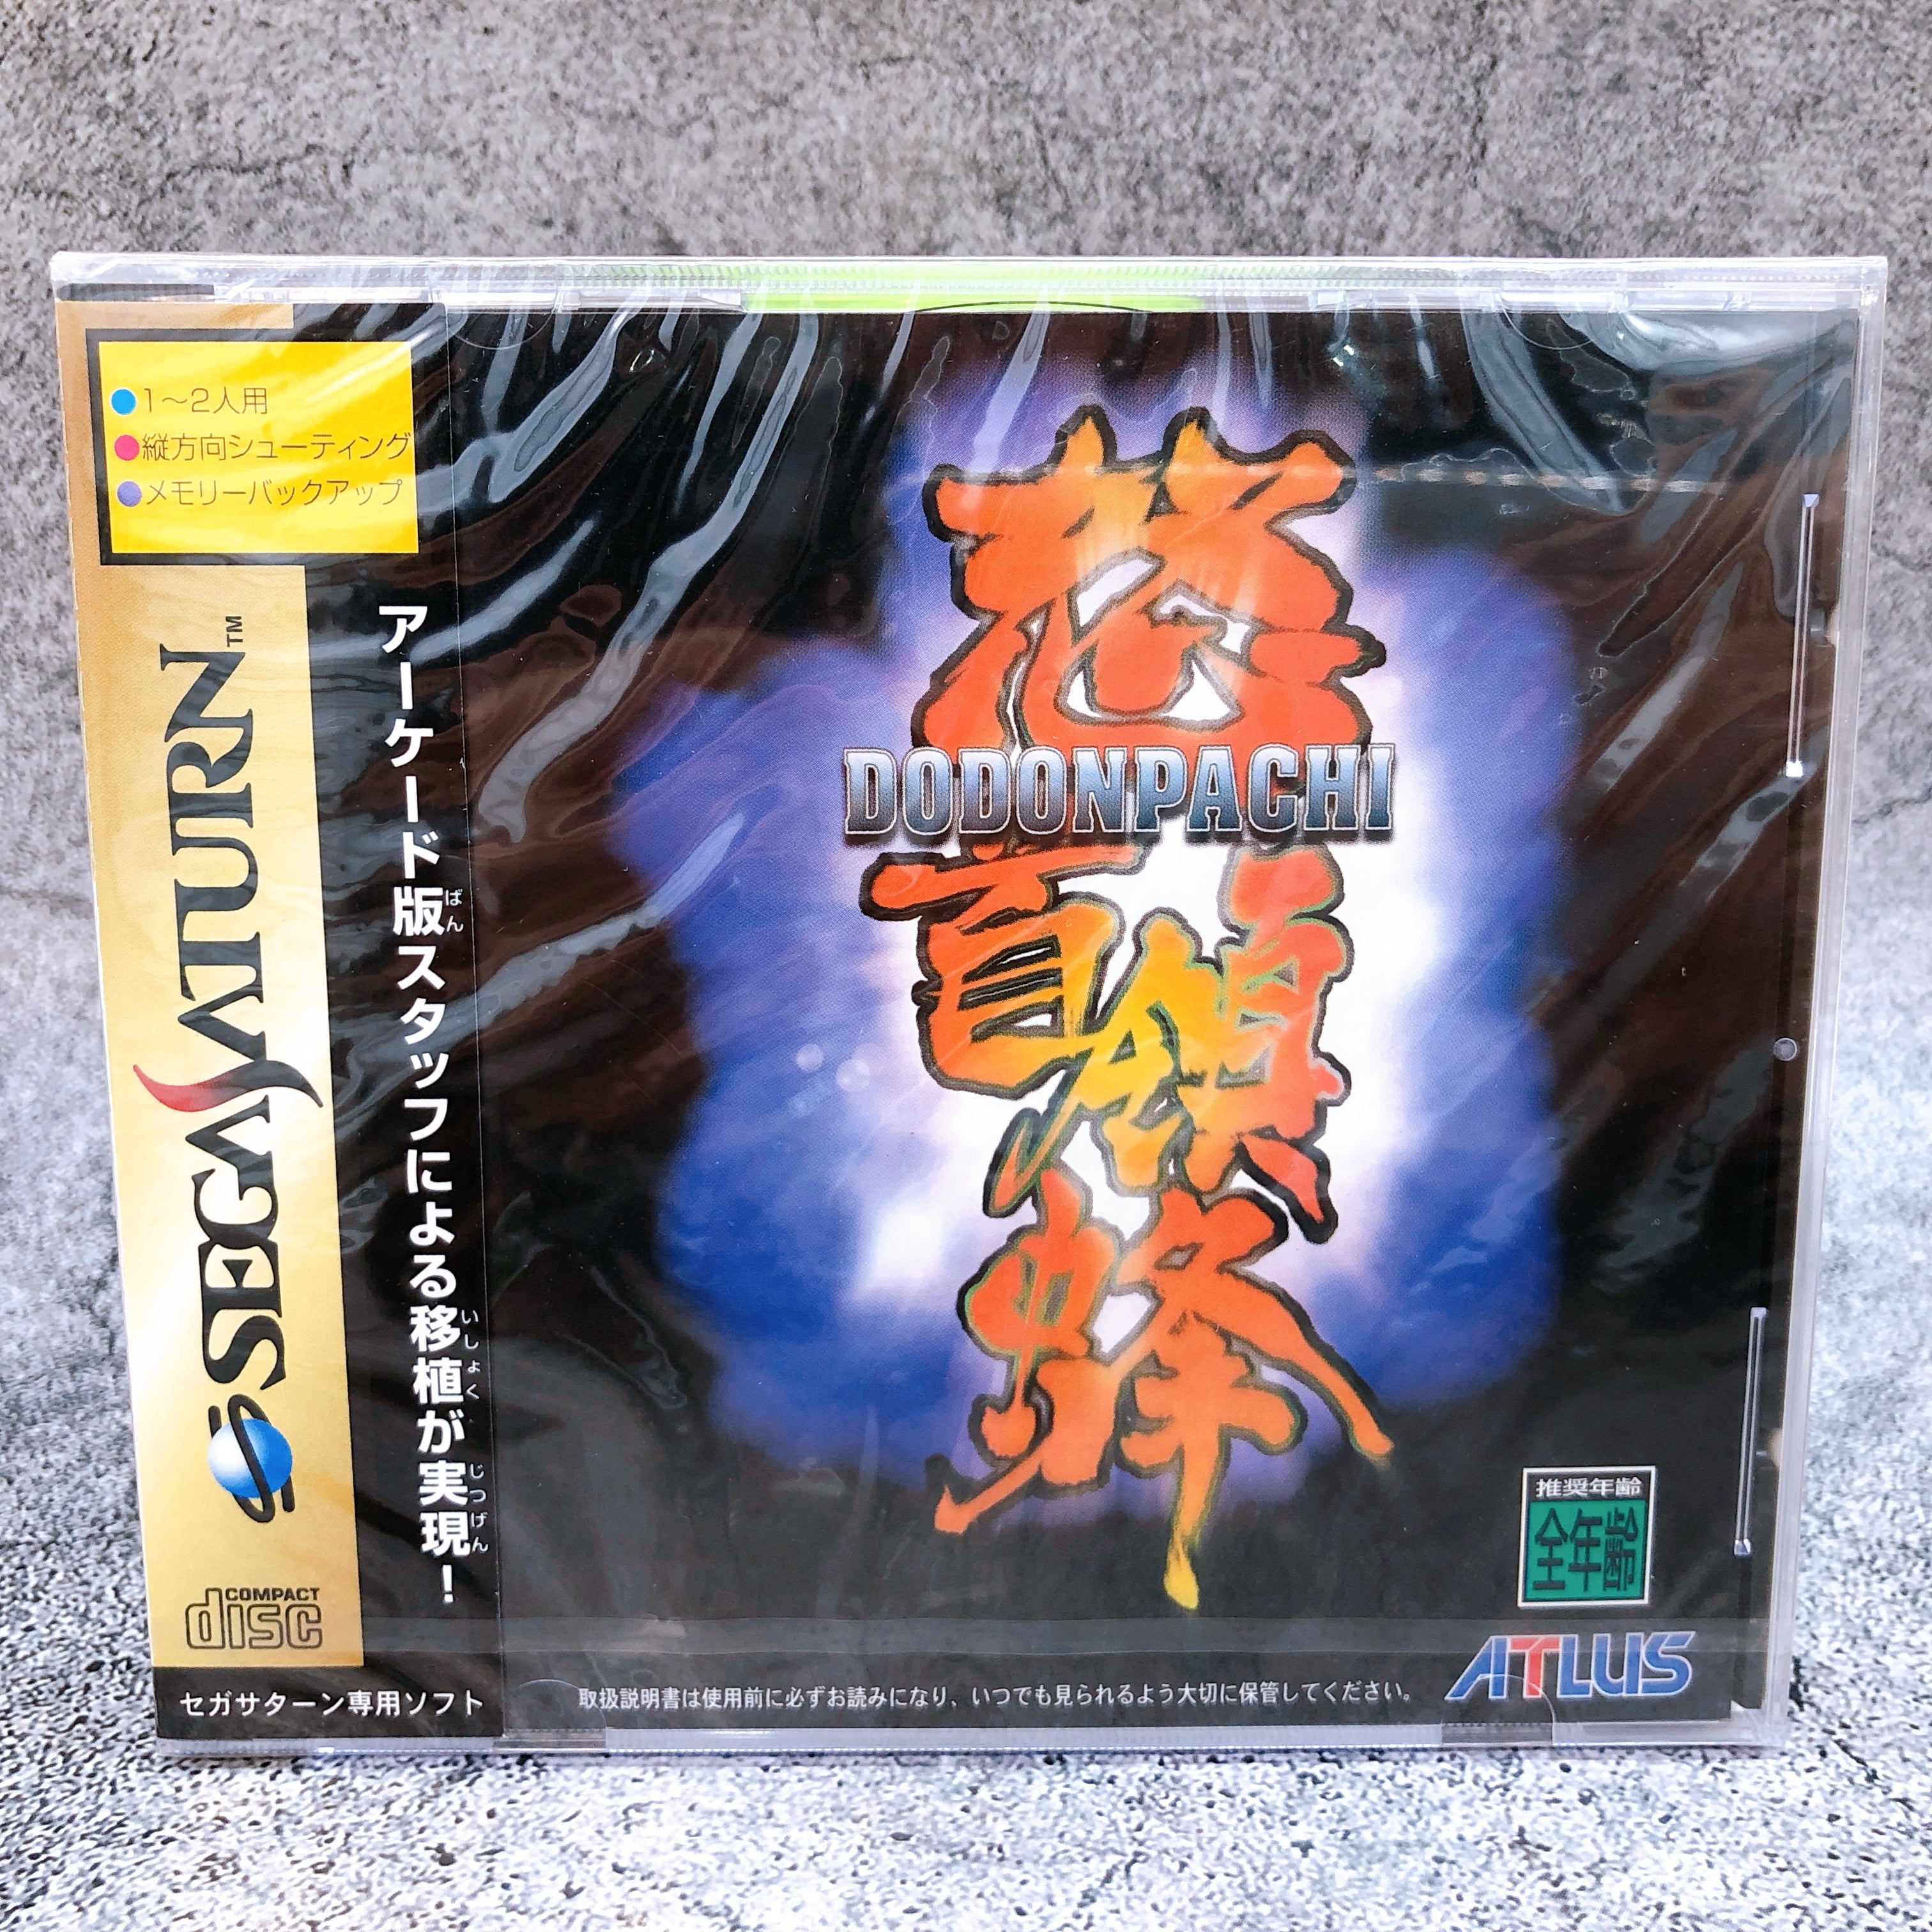 ●1〜2人用
●縦方向シューティング
●メモリーバックアップ
SEGA SATURN™
COMPACT
disc
セガサターン専用ソフト
アーケード版スタッフによる移植が実現!
ばん
いしょく
じつげん
怒
DODONPACHI
首領
蜂
推奨年齢
全年齢
ATLUS
取扱説明書は使用前に必ずお読みになり、いつでも見られるよう大切に保管してください。